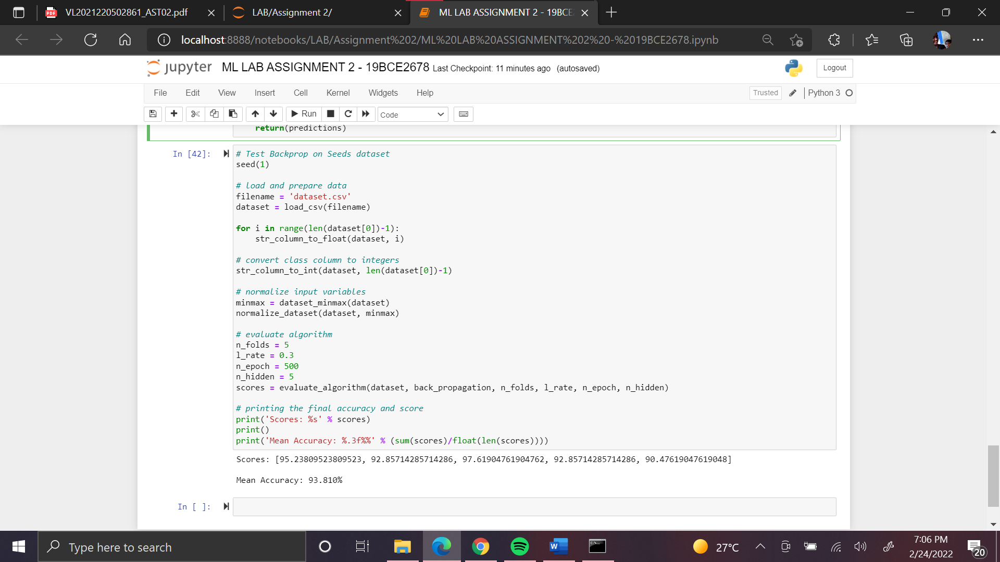 VL2021220502861_AST02.pdf
LAB/Assignment 2/
ML LAB ASSIGNMENT 2 - 19BCE
localhost:8888/notebooks/LAB/Assignment%202/ML%20LAB%20ASSIGNMENT%202%20-%2019BCE2678.ipynb
jupyter ML LAB ASSIGNMENT 2 - 19BCE2678 Last Checkpoint: 11 minutes ago (autosaved)
Logout
File Edit View Insert Cell Kernel Widgets Help
Trusted
Python 3
Run
Code
return(predictions)
In [42]:
# Test Backprop on Seeds dataset
seed(1)
# load and prepare data
filename = 'dataset.csv'
dataset = load_csv(filename)
for i in range(len(dataset[0])-1):
    str_column_to_float(dataset, i)
# convert class column to integers
str_column_to_int(dataset, len(dataset[0])-1)
# normalize input variables
minmax = dataset_minmax(dataset)
normalize_dataset(dataset, minmax)
# evaluate algorithm
n_folds = 5
l_rate = 0.3
n_epoch = 500
n_hidden = 5
scores = evaluate_algorithm(dataset, back_propagation, n_folds, l_rate, n_epoch, n_hidden)
# printing the final accuracy and score
print('Scores: %s' % scores)
print()
print('Mean Accuracy: %.3f%%' % (sum(scores)/float(len(scores))))
Scores: [95.23809523809523, 92.85714285714286, 97.61904761904762, 92.85714285714286, 90.47619047619048]
Mean Accuracy: 93.810%
In [ ]:
Type here to search
27°C
7:06 PM
2/24/2022
20